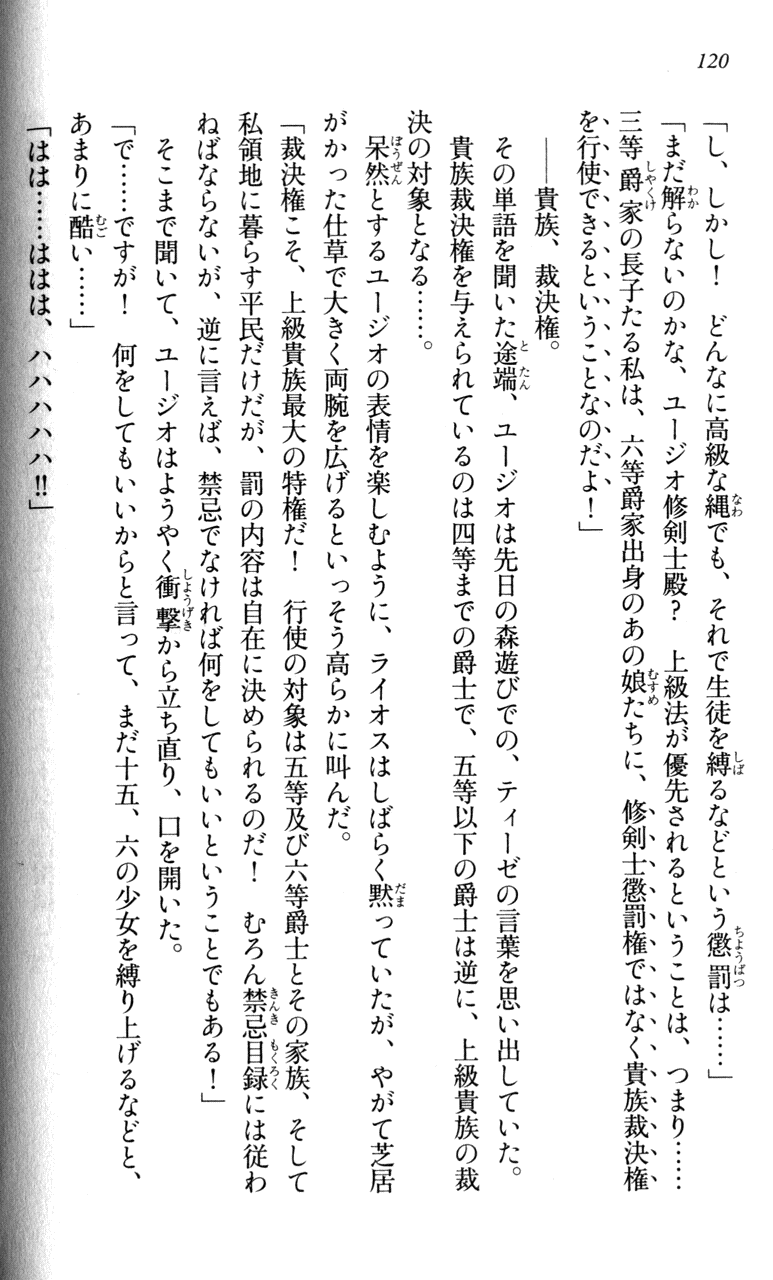 120
「し、しかし！　どんなに高級な縄でも、それで生徒を縛るなどという懲罰は……」
「まだ解らないのかな、ユージオ修剣士殿？　上級法が優先されるということは、つまり……
三等爵家の長子たる私は、六等爵家出身のあの娘たちに、修剣士懲罰権ではなく貴族裁決権
を行使できるということなのだよ！」
　――貴族、裁決権。
　その単語を聞いた途端、ユージオは先日の森遊びでの、ティーゼの言葉を思い出していた。
　貴族裁決権を与えられているのは四等までの爵士で、五等以下の爵士は逆に、上級貴族の裁
決の対象となる……。
　呆然とするユージオの表情を楽しむように、ライオスはしばらく黙っていたが、やがて芝居
がかった仕草で大きく両腕を広げるといっそう高らかに叫んだ。
「裁決権こそ、上級貴族最大の特権だ！　行使の対象は五等及び六等爵士とその家族、そして
私領地に暮らす平民だけだが、罰の内容は自在に決められるのだ！　むろん禁忌目録には従わ
ねばならないが、逆に言えば、禁忌でなければ何をしてもいいということでもある！」
　そこまで聞いて、ユージオはようやく衝撃から立ち直り、口を開いた。
「で……ですが！　何をしてもいいからと言って、まだ十五、六の少女を縛り上げるなどと、
あまりに酷い……」
「はは……ははは、ハハハハハ!!」